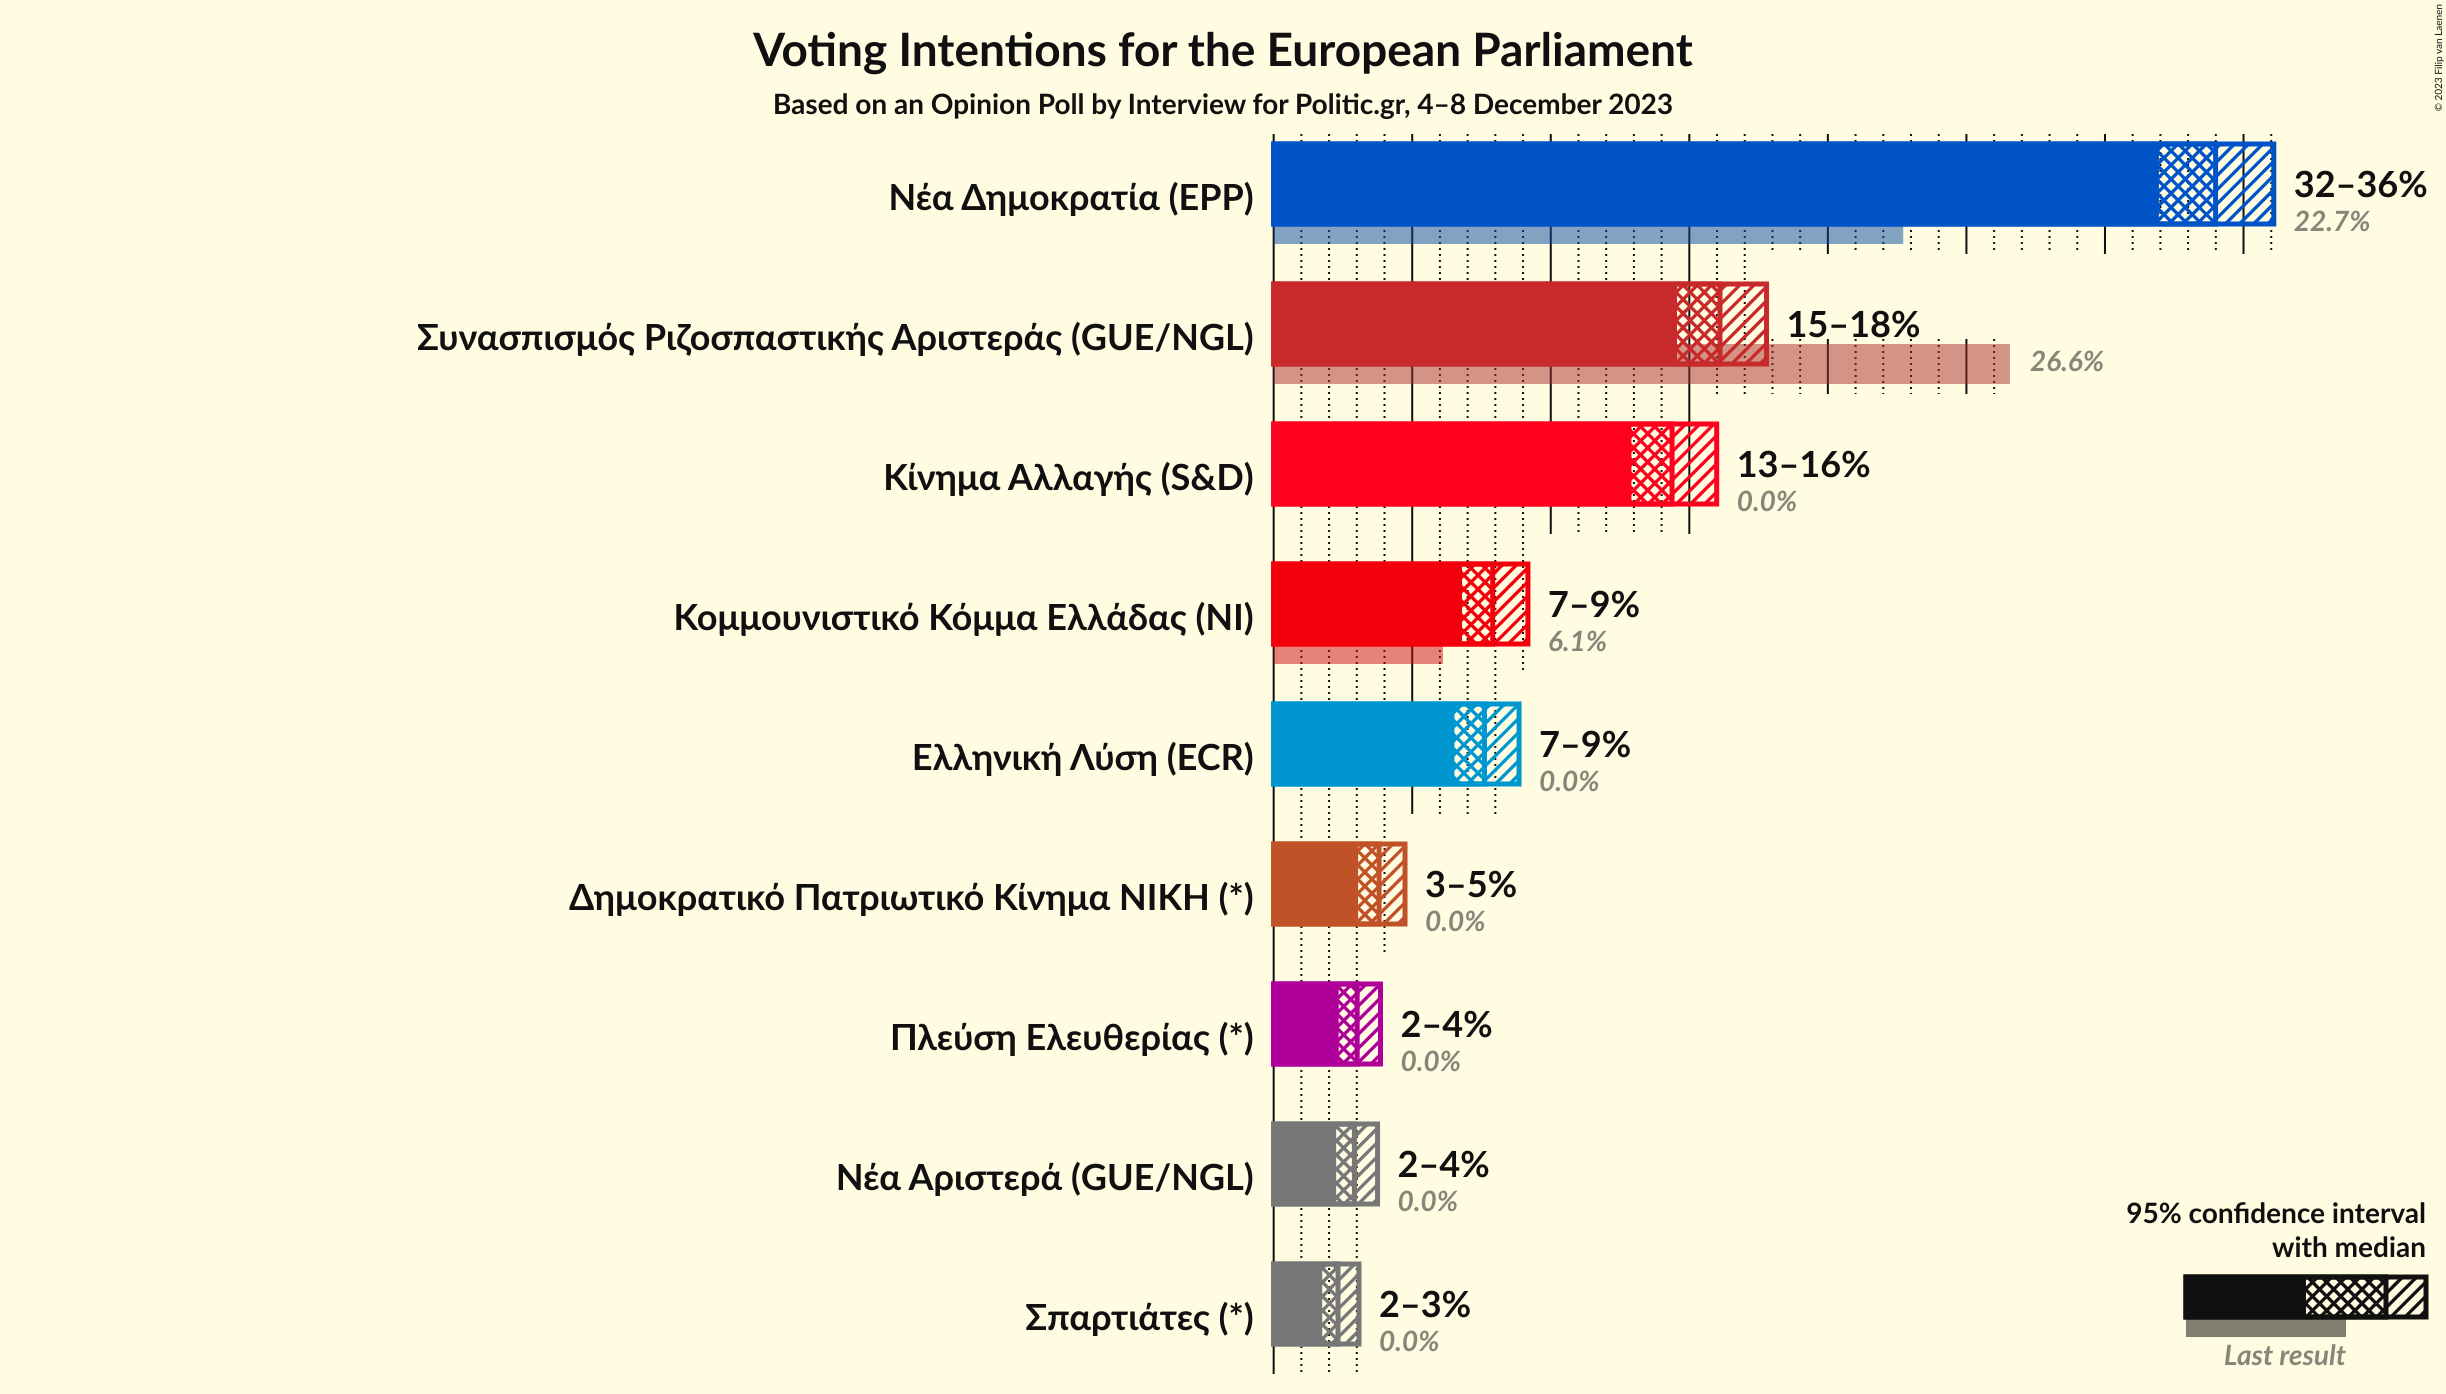 Voting Intentions for the European Parliament
Based on an Opinion Poll by Interview for Politic.gr, 4–8 December 2023
© 2023 Filip van Laenen
Νέα Δημοκρατία (EPP)
32–36%
22.7%
Συνασπισμός Ριζοσπαστικής Αριστεράς (GUE/NGL)
15–18%
26.6%
Κίνημα Αλλαγής (S&D)
13–16%
0.0%
Κομμουνιστικό Κόμμα Ελλάδας (NI)
7–9%
6.1%
Ελληνική Λύση (ECR)
7–9%
0.0%
Δημοκρατικό Πατριωτικό Κίνημα ΝΙΚΗ (*)
3–5%
0.0%
Πλεύση Ελευθερίας (*)
2–4%
0.0%
Νέα Αριστερά (GUE/NGL)
2–4%
0.0%
Σπαρτιάτες (*)
2–3%
0.0%
95% confidence interval
with median
Last result